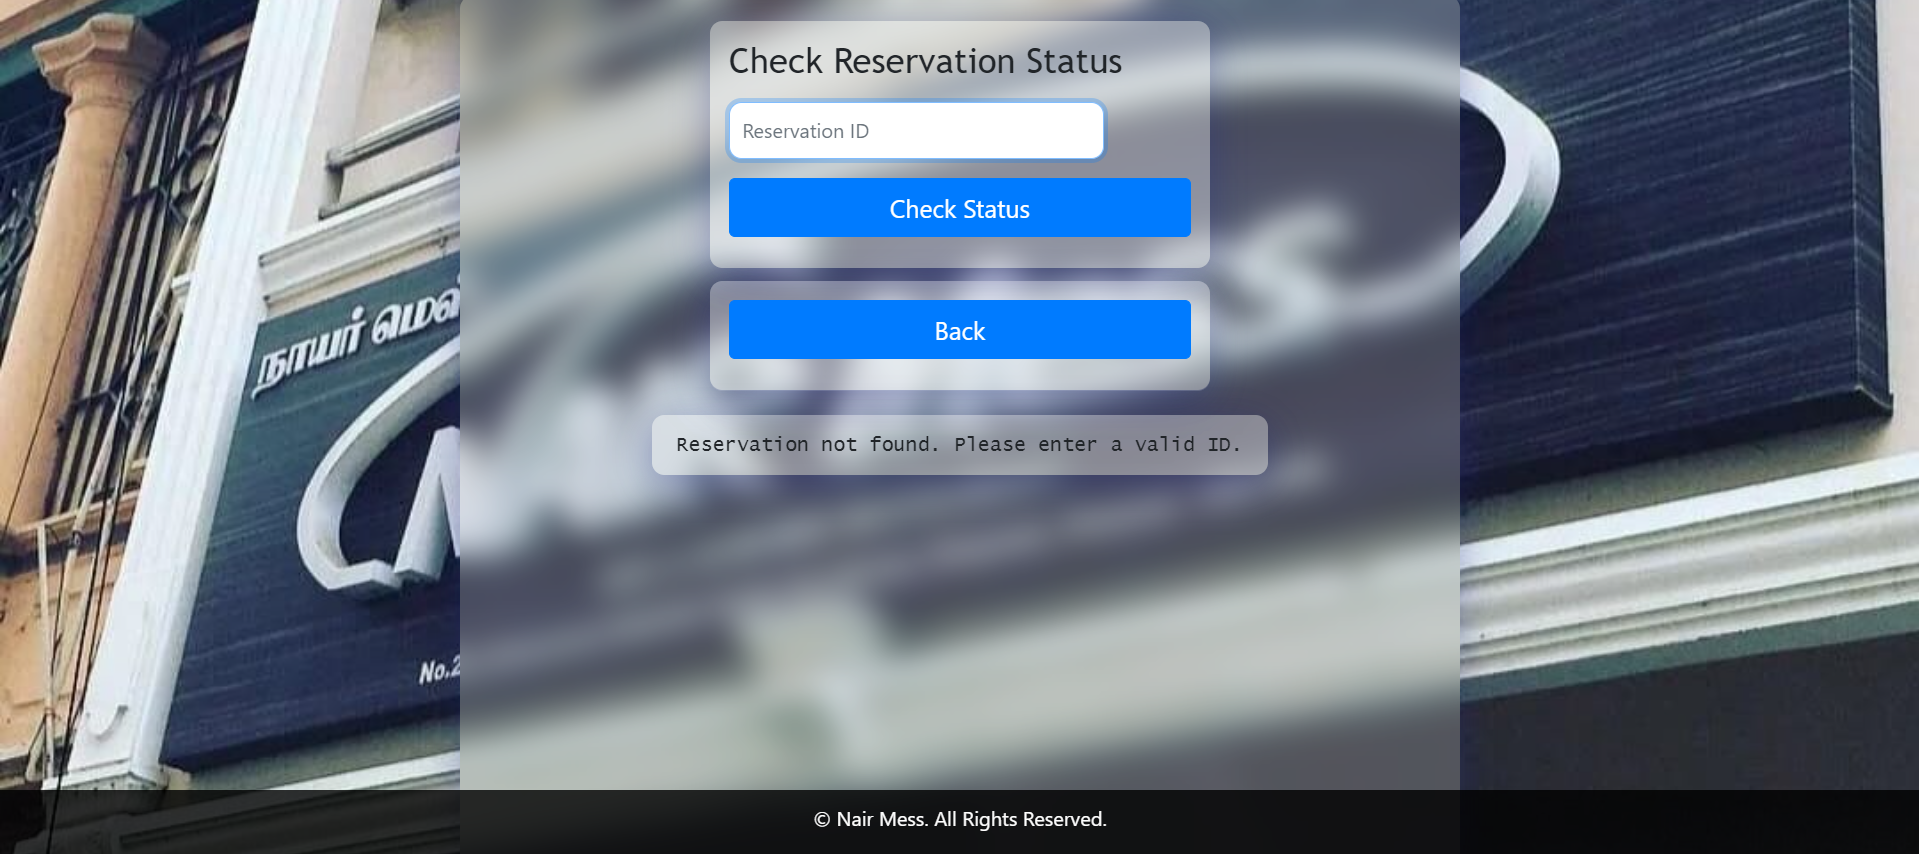 Check Reservation Status
Reservation ID
Check Status
Back
Reservation not found. Please enter a valid ID.
நாயர்
No.2
© Nair Mess. All Rights Reserved.